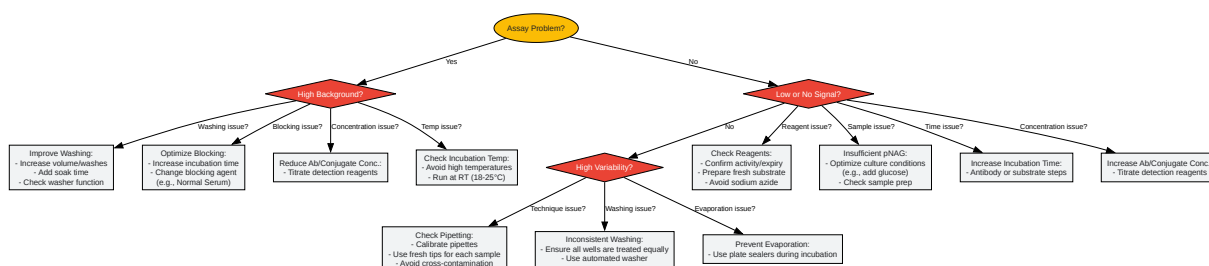 Assay Problem?
Yes
No
High Background?
Low or No Signal?
Washing issue?
Blocking issue?
Concentration issue?
Temp issue?
No
Reagent issue?
Sample issue?
Time issue?
Concentration issue?
Improve Washing:
- Increase volume/washes
- Add soak time
- Check washer function
Optimize Blocking:
- Increase incubation time
- Change blocking agent
(e.g., Normal Serum)
Reduce Ab/Conjugate Conc.:
- Titrate detection reagents
Check Incubation Temp:
- Avoid high temperatures
- Run at RT (18-25°C)
High Variability?
Check Reagents:
- Confirm activity/expiry
- Prepare fresh substrate
- Avoid sodium azide
Insufficient pNAG:
- Optimize culture conditions
(e.g., add glucose)
- Check sample prep
Increase Incubation Time:
- Antibody or substrate steps
Increase Ab/Conjugate Conc.
- Titrate detection reagents
Technique issue?
Washing issue?
Evaporation issue?
Check Pipetting:
- Calibrate pipettes
- Use fresh tips for each sample
- Avoid cross-contamination
Inconsistent Washing:
- Ensure all wells are treated equally
- Use automated washer
Prevent Evaporation:
- Use plate sealers during incubation